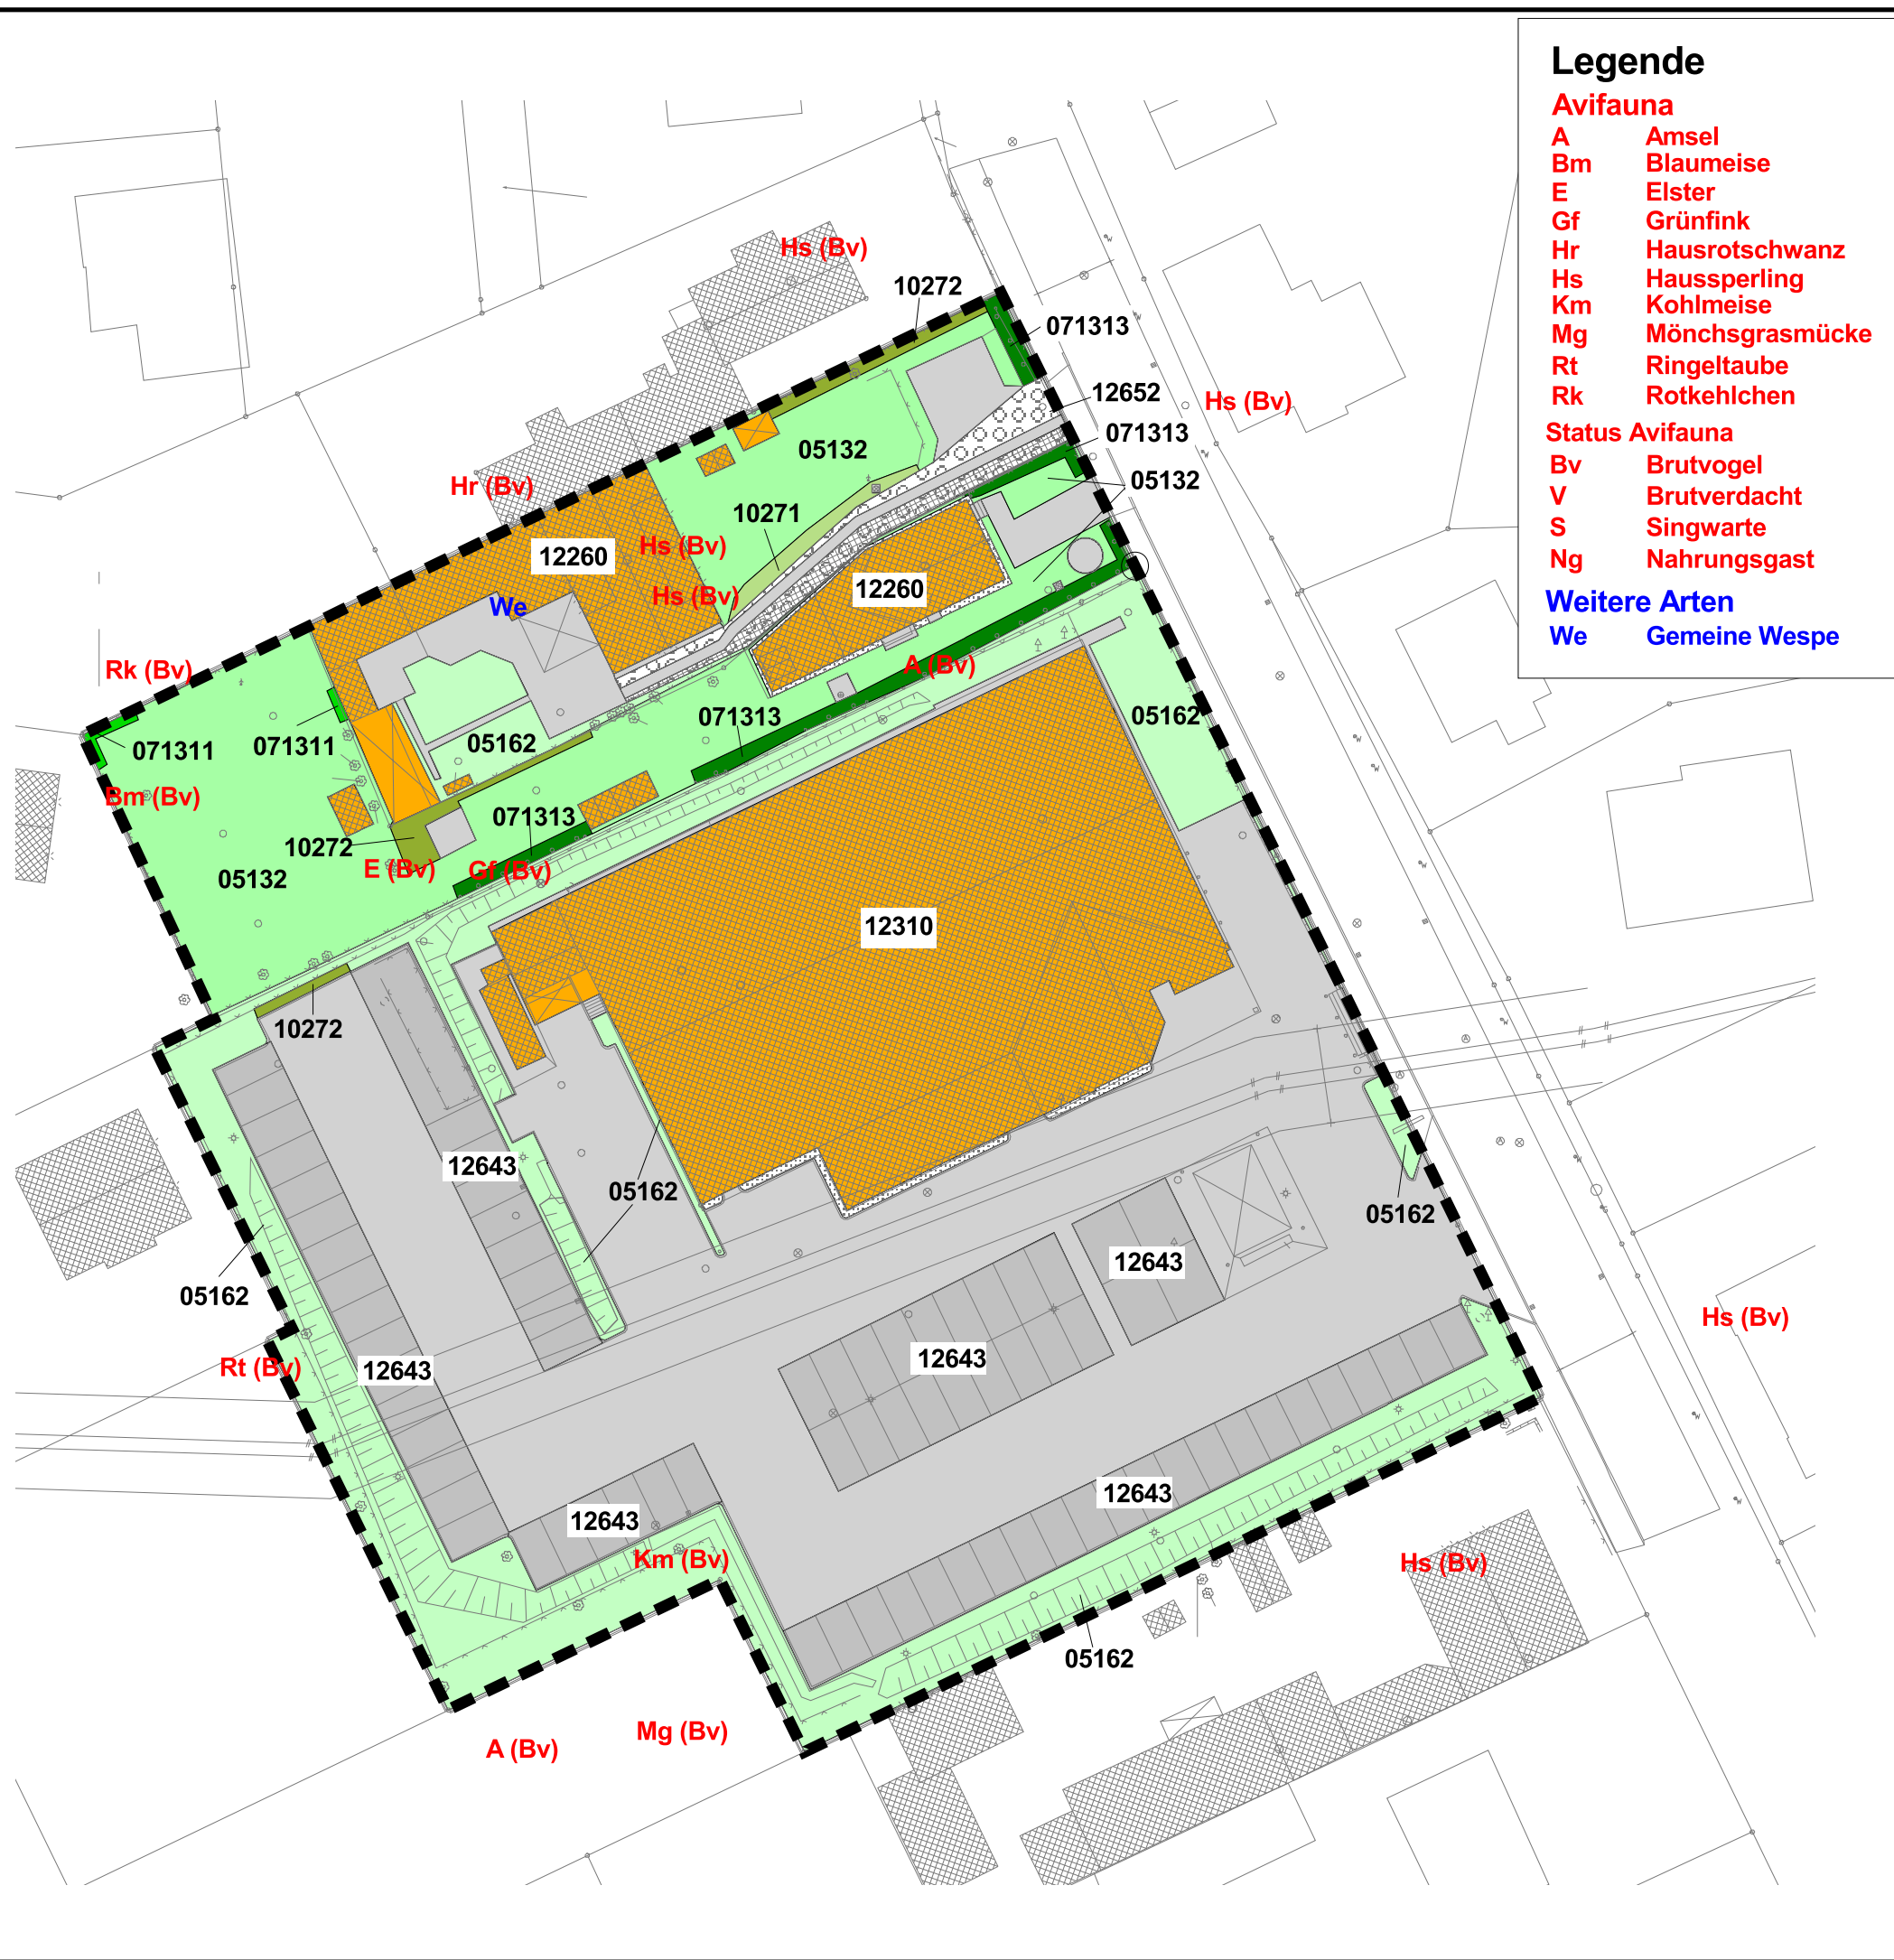 Legende
Avifauna
A Amsel
Bm Blaumeise
E Elster
Gf Grünfink
Hr Hausrotschwanz
Hs Haussperling
Km Kohlmeise
Mg Mönchsgrasmücke
Rt Ringeltaube
Rk Rotkehlchen
Status Avifauna
Bv Brutvogel
V Brutverdacht
S Singwarte
Ng Nahrungsgast
Weitere Arten
We Gemeine Wespe
Hs (Bv)
10272
071313
12652
Hs (Bv)
071313
05132
05132
Hr (Bv)
10271
12260
Hs (Bv)
12260
Hs (Bv)
We
Rk (Bv)
A (Bv)
071313
05162
071311
071311
05162
Bm (Bv)
071313
10272
E (Bv)
Gf (Bv)
05132
12310
10272
12643
05162
05162
12643
05162
Hs (Bv)
12643
Rt (Bv)
12643
12643
12643
Km (Bv)
Hs (Bv)
05162
Mg (Bv)
A (Bv)